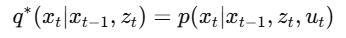 q*(x_t|x_{t-1}, z_t) = p(x_t|x_{t-1}, z_t, u_t)